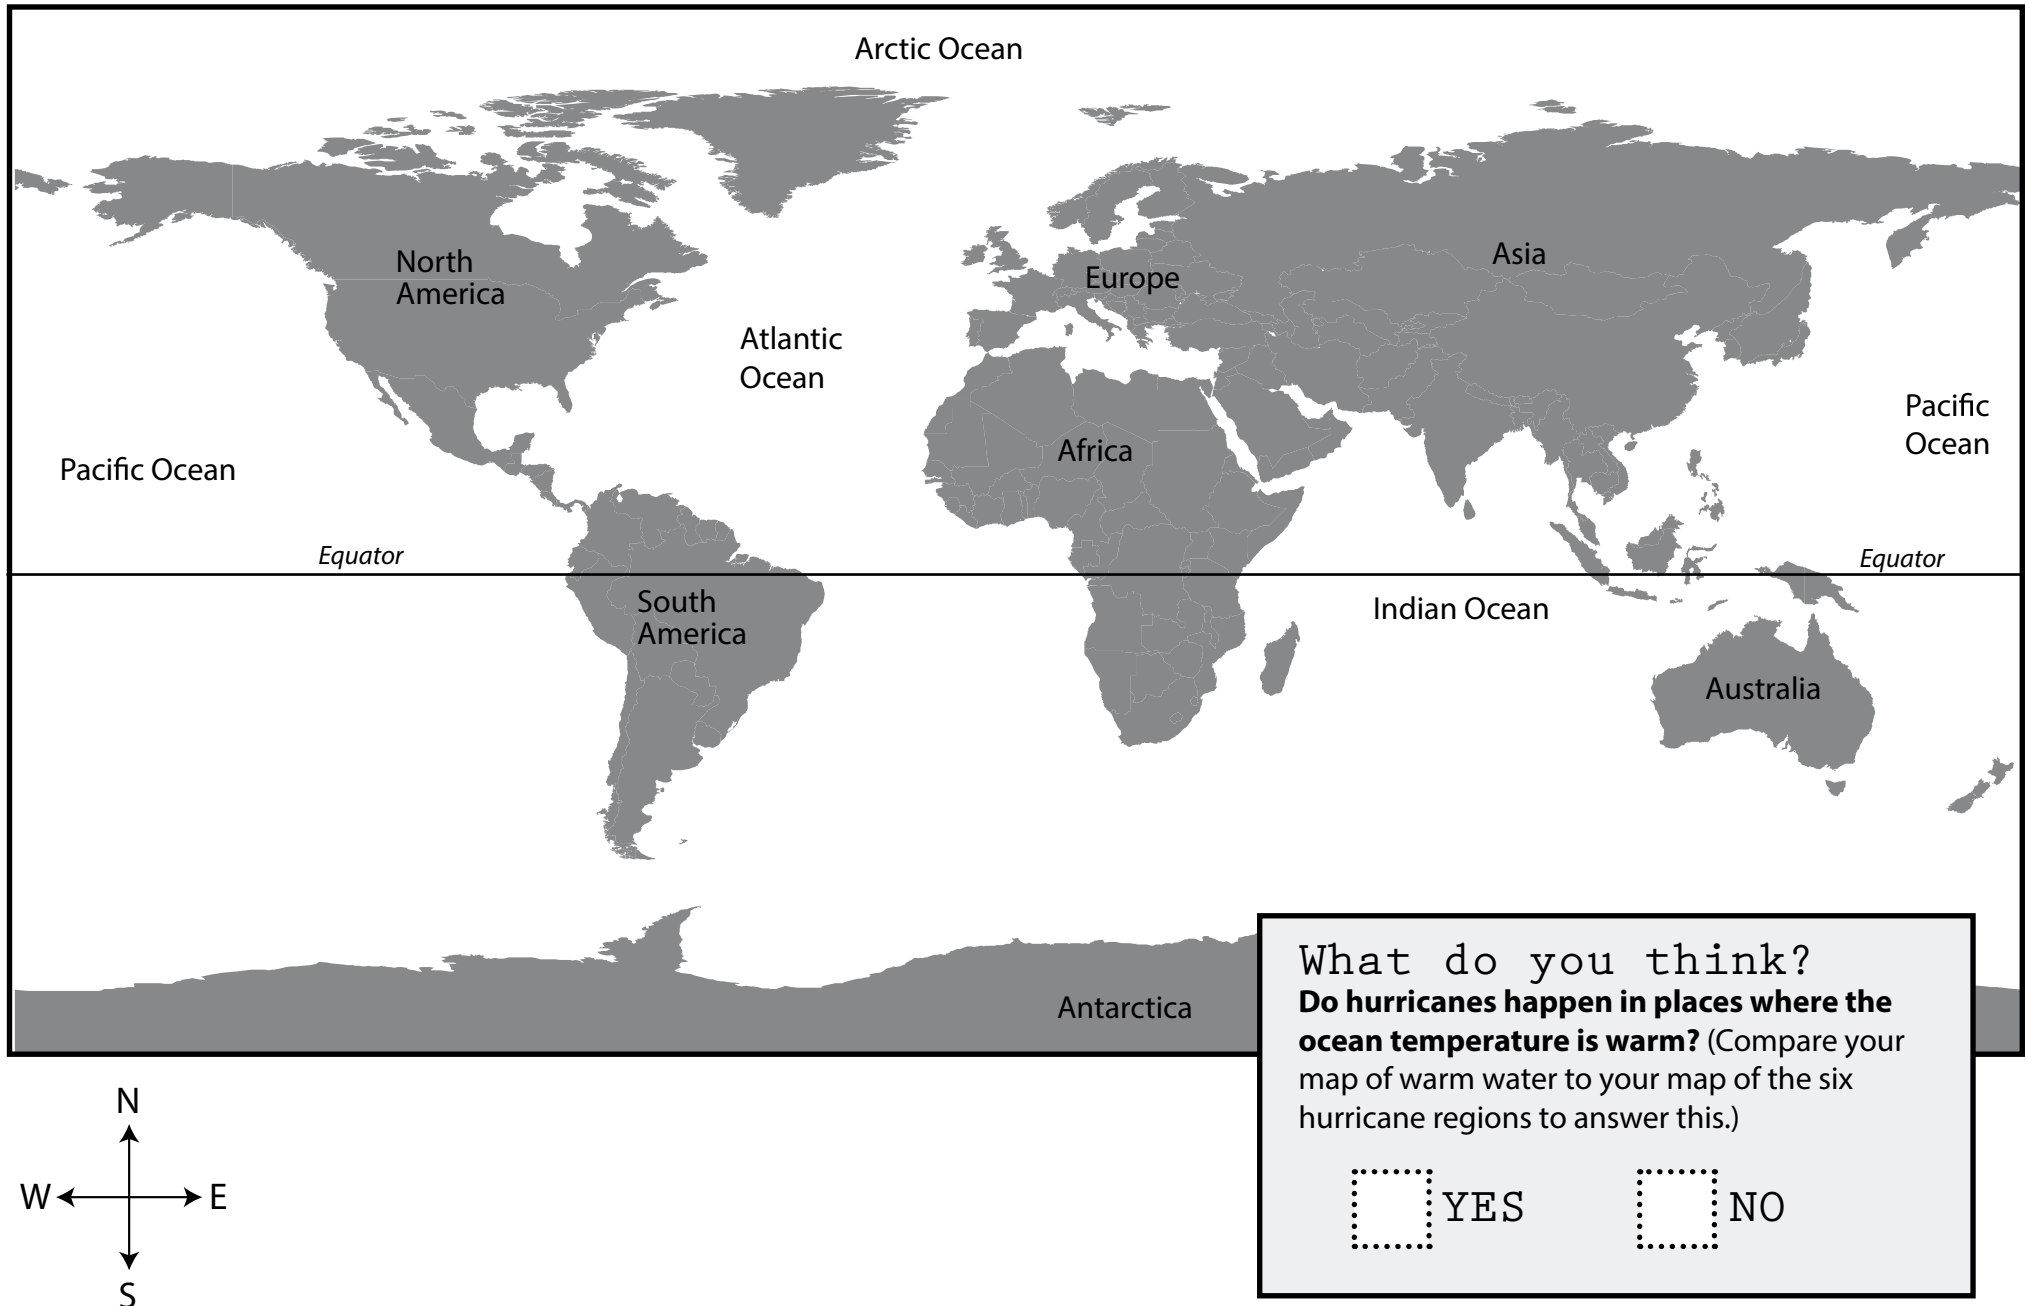 Arctic Ocean
North
America
Europe
Asia
Atlantic
Ocean
Pacific
Ocean
Africa
Pacific Ocean
Equator
Equator
South
America
Indian Ocean
Australia
Antarctica
What do you think?
Do hurricanes happen in places where the
ocean temperature is warm? (Compare your
map of warm water to your map of the six
hurricane regions to answer this.)
YES NO
N
W E
S